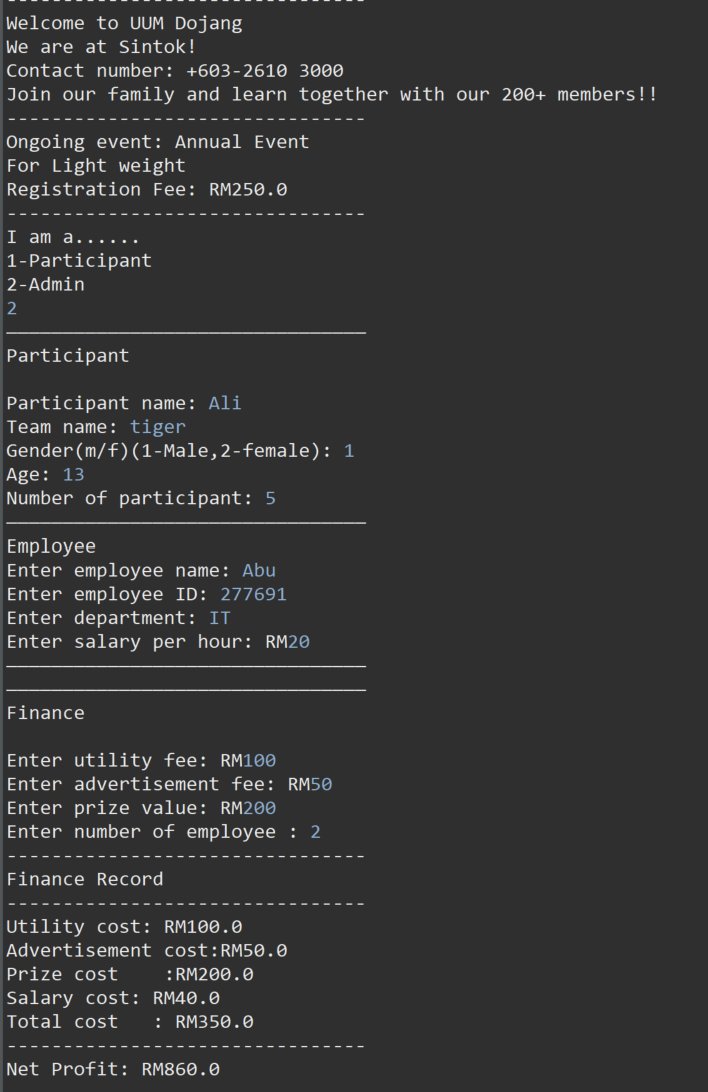 --------------------------------
Welcome to UUM Dojang
We are at Sintok!
Contact number: +603-2610 3000
Join our family and learn together with our 200+ members!!
--------------------------------
Ongoing event: Annual Event
For Light weight
Registration Fee: RM250.0
--------------------------------
I am a......
1-Participant
2-Admin
2
________________________________
Participant

Participant name: Ali
Team name: tiger
Gender(m/f)(1-Male,2-female): 1
Age: 13
Number of participant: 5
________________________________
Employee
Enter employee name: Abu
Enter employee ID: 277691
Enter department: IT
Enter salary per hour: RM20
________________________________
________________________________
Finance

Enter utility fee: RM100
Enter advertisement fee: RM50
Enter prize value: RM200
Enter number of employee : 2
--------------------------------
Finance Record
--------------------------------
Utility cost: RM100.0
Advertisement cost:RM50.0
Prize cost    :RM200.0
Salary cost: RM40.0
Total cost   : RM350.0
--------------------------------
Net Profit: RM860.0